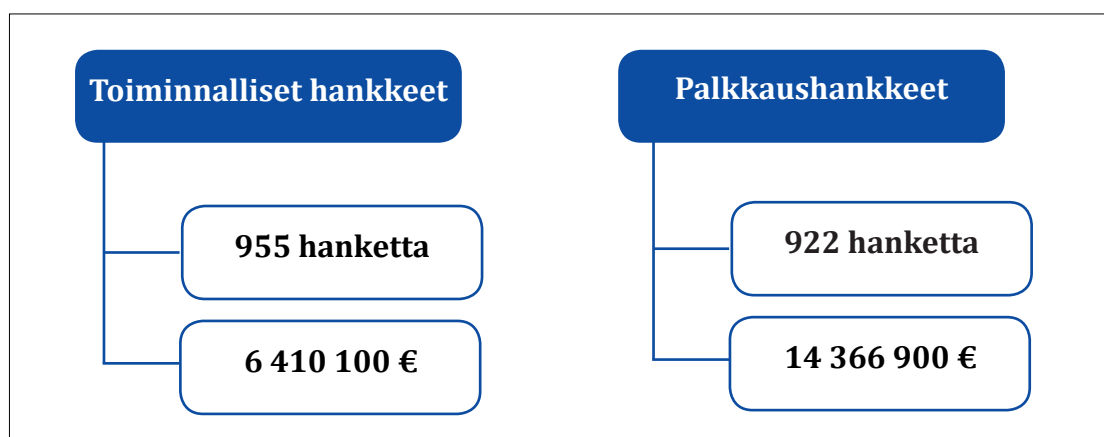 Toiminnalliset hankkeet
955 hanketta
6 410 100 €
Palkkaushankkeet
922 hanketta
14 366 900 €